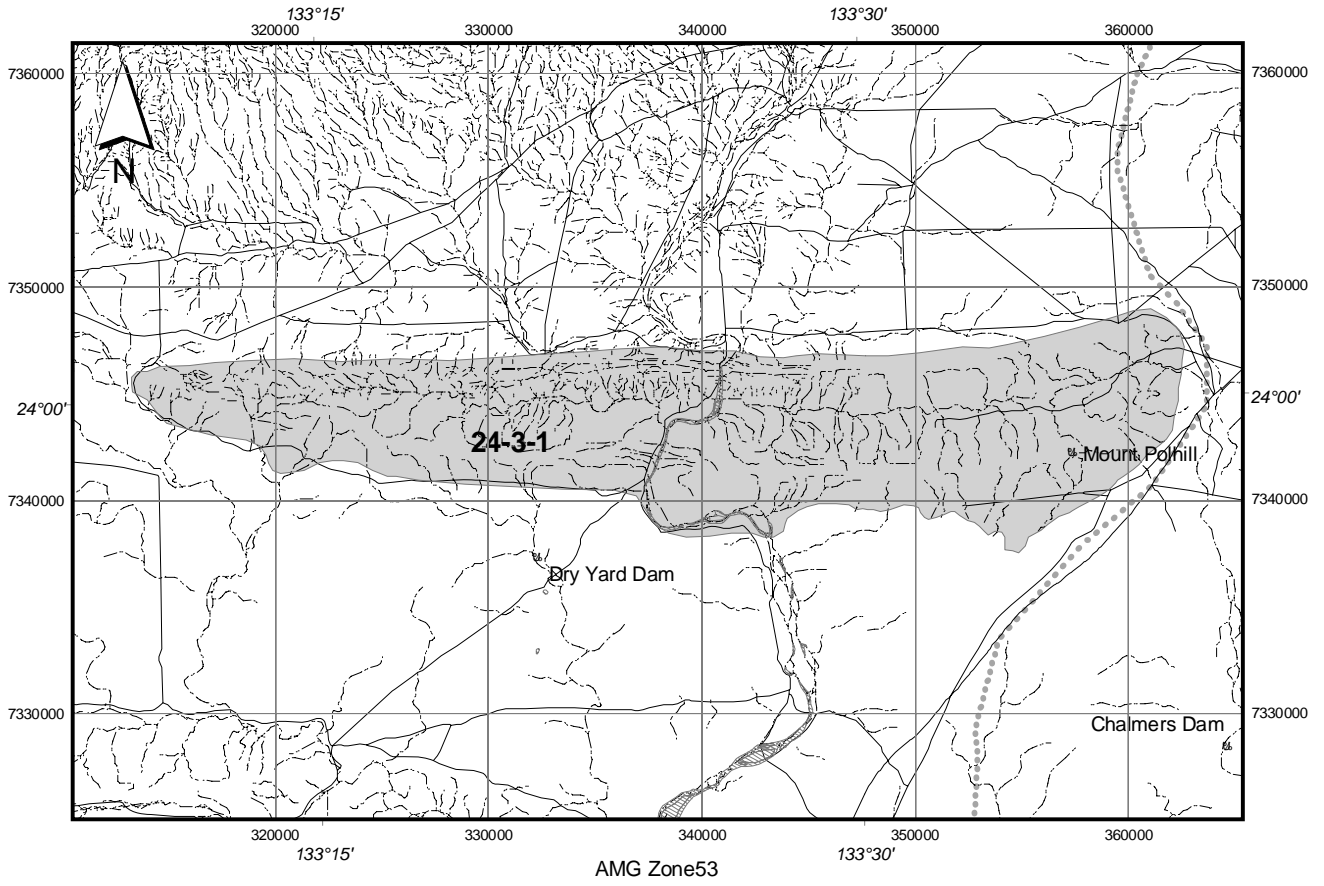 133°15' 133°30'
320000 330000 340000 350000 360000
7360000 7360000
N
7350000 7350000
24°00' 24°00'
24-3-1
Mount Polhill
7340000 7340000
Dry Yard Dam
7330000 7330000
Chalmers Dam
320000 330000 340000 350000 360000
133°15' 133°30'
AMG Zone53